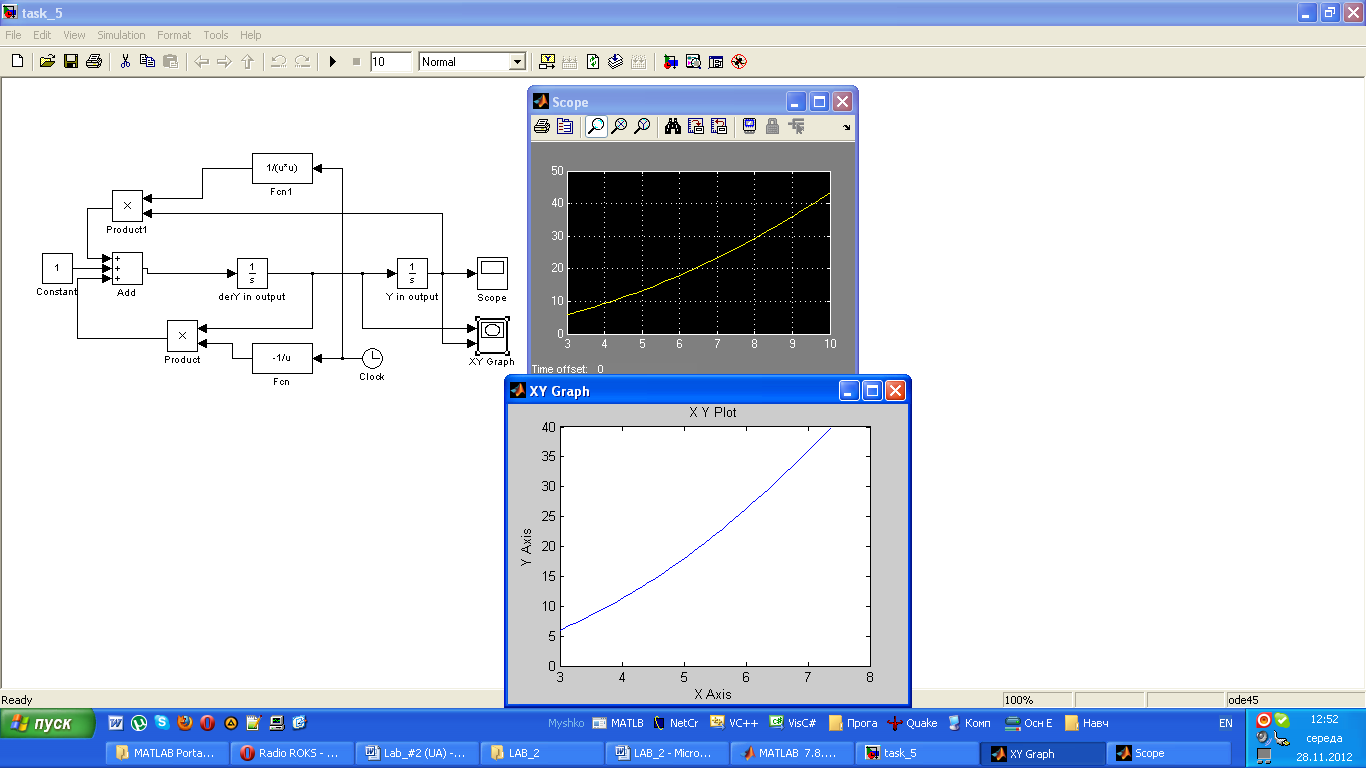 task_5
File Edit View Simulation Format Tools Help
10 Normal
Scope
1/(u*u)
Fcn1
×
Product1
1
Constant
+
+
+
Add
1
s
derY in output
1
s
Y in output
Scope
×
Product
-1/u
Fcn
Clock
XY Graph
50
40
30
20
10
0
3 4 5 6 7 8 9 10
Time offset: 0
XY Graph
X Y Plot
40
35
30
25
20
15
10
5
0
Y Axis
3 4 5 6 7 8
X Axis
Ready 100% ode45
пуск
Myshko MATLB NetCr VC++ VisC# Прога Quake Комп Осн Е Навч EN
MATLAB Porta... Radio ROKS - ... Lab_#2 (UA) -... LAB_2 LAB_2 - Micro... MATLAB 7.8.... task_5 XY Graph Scope
12:52
середа
28.11.2012